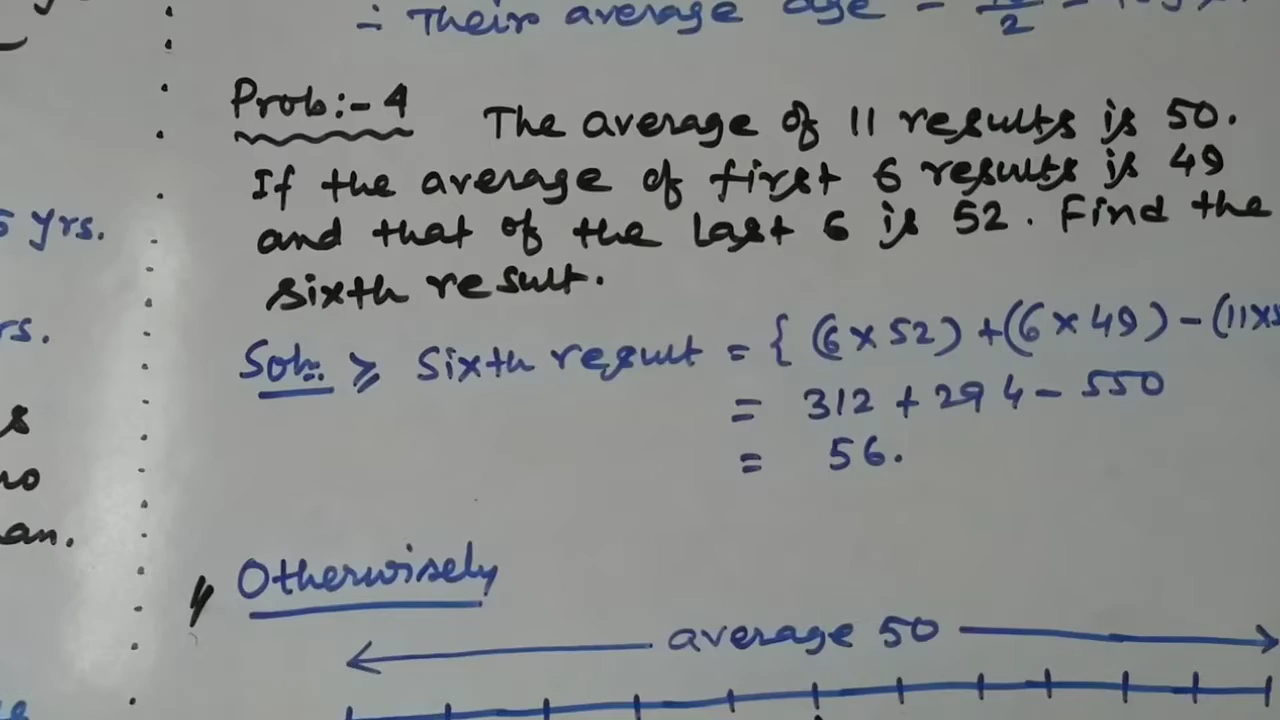 ∴ Their average age =
2
Prob:- 4 The average of 11 results is 50.
If the average of first 6 results is 49
and that of the last 6 is 52. Find the
sixth result.
Soln. ⩾ Sixth result = { (6 × 52) + (6 × 49) - (11×
= 312 + 294 - 550
= 56.
Otherwisely
average 50
yrs.
rs.
an.